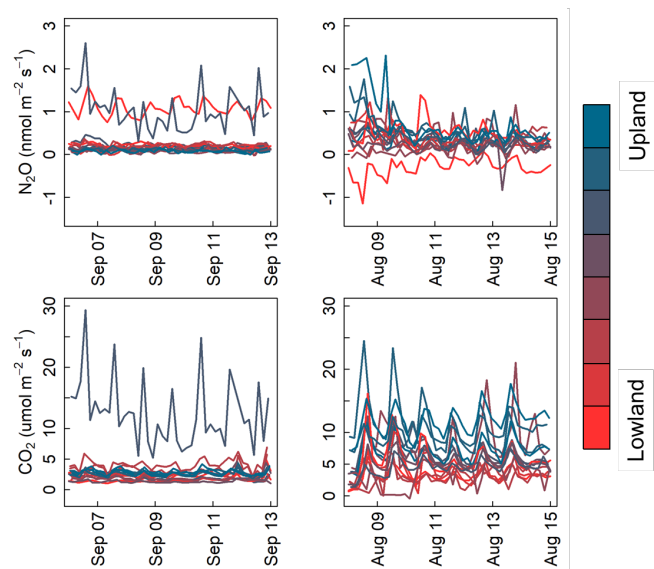 N₂O (nmol m⁻² s⁻¹)
3
2
1
0
-1
Sep 07
Sep 09
Sep 11
Sep 13
3
2
1
0
-1
Aug 09
Aug 11
Aug 13
Aug 15
CO₂ (umol m⁻² s⁻¹)
30
20
10
5
0
Sep 07
Sep 09
Sep 11
Sep 13
30
20
10
5
0
Aug 09
Aug 11
Aug 13
Aug 15
Upland
Lowland